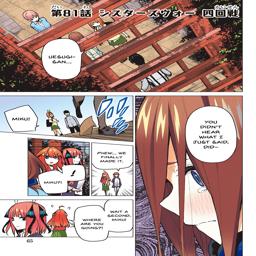 第81話 シスターズウォー 四回戦
UESUGI-
SAN...
YOU
DIDN'T
HEAR
WHAT I
JUST SAID,
DID-
MIKU!
PHEW... WE
FINALLY
MADE IT.
MIKU!?
WAIT A
SECOND,
MIKU!
WHERE
ARE YOU
GOING?!
65